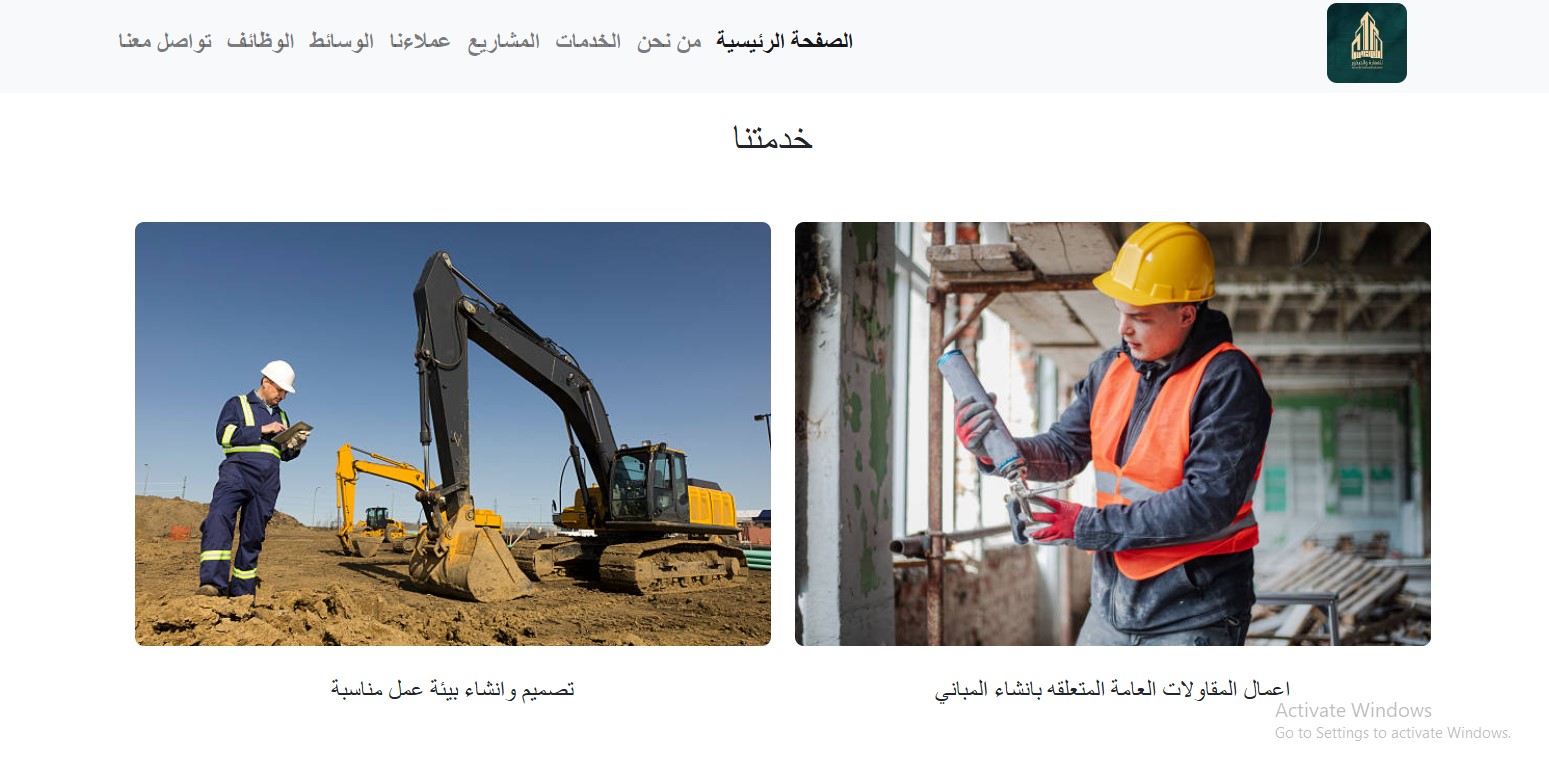 الصفحة الرئيسية من نحن الخدمات المشاريع عملاءنا الوسائط الوظائف تواصل معنا
خدمتنا
اعمال المقاولات العامة المتعلقه بانشاء المباني
تصميم وانشاء بيئة عمل مناسبة
Activate Windows
Go to Settings to activate Windows.